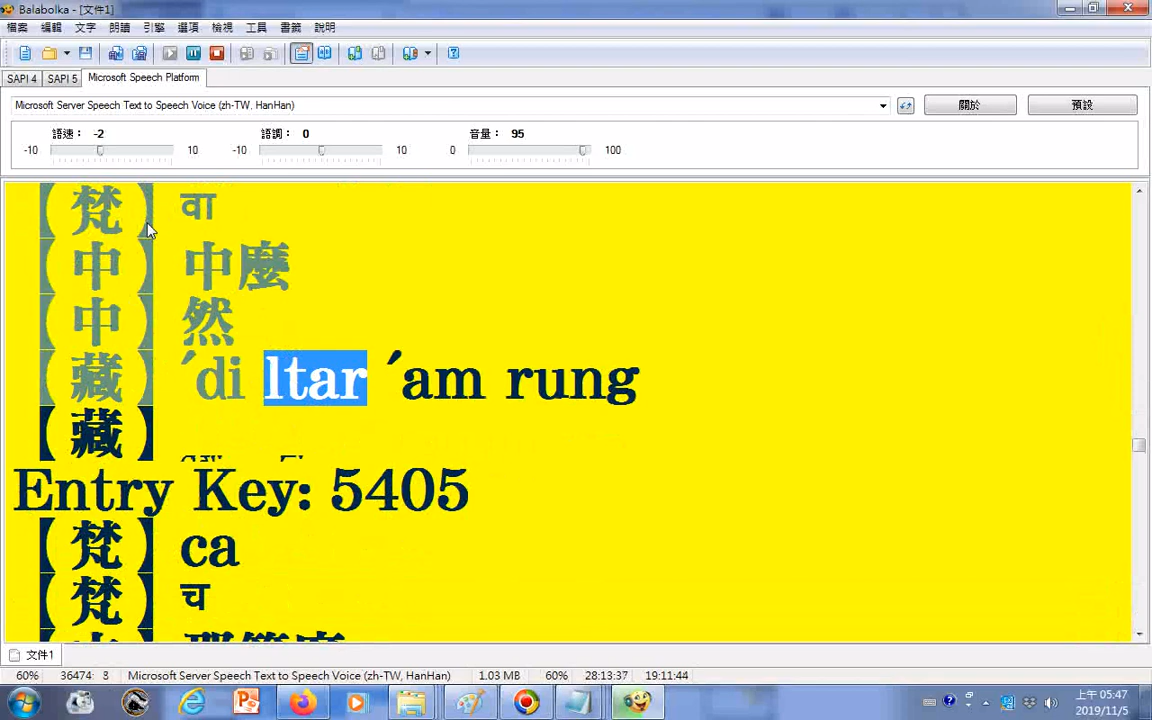 Balabolka - [文件1]
檔案 編輯 文字 朗讀 引擎 選項 檢視 工具 書籤 說明
SAPI 4 SAPI 5 Microsoft Speech Platform
Microsoft Server Speech Text to Speech Voice (zh-TW, HanHan) 關於 預設
語速： -2 語調： 0 音量： 95
-10 10 -10 10 0 100
【梵】 वा
【中】 中麼
【中】 然
【藏】 ´di ltar ´am rung
【藏】
Entry Key: 5405
【梵】 ca
【梵】 च
文件1
60% 36474: 8 Microsoft Server Speech Text to Speech Voice (zh-TW, HanHan) 1.03 MB 60% 28:13:37 19:11:44
上午 05:47
2019/11/5